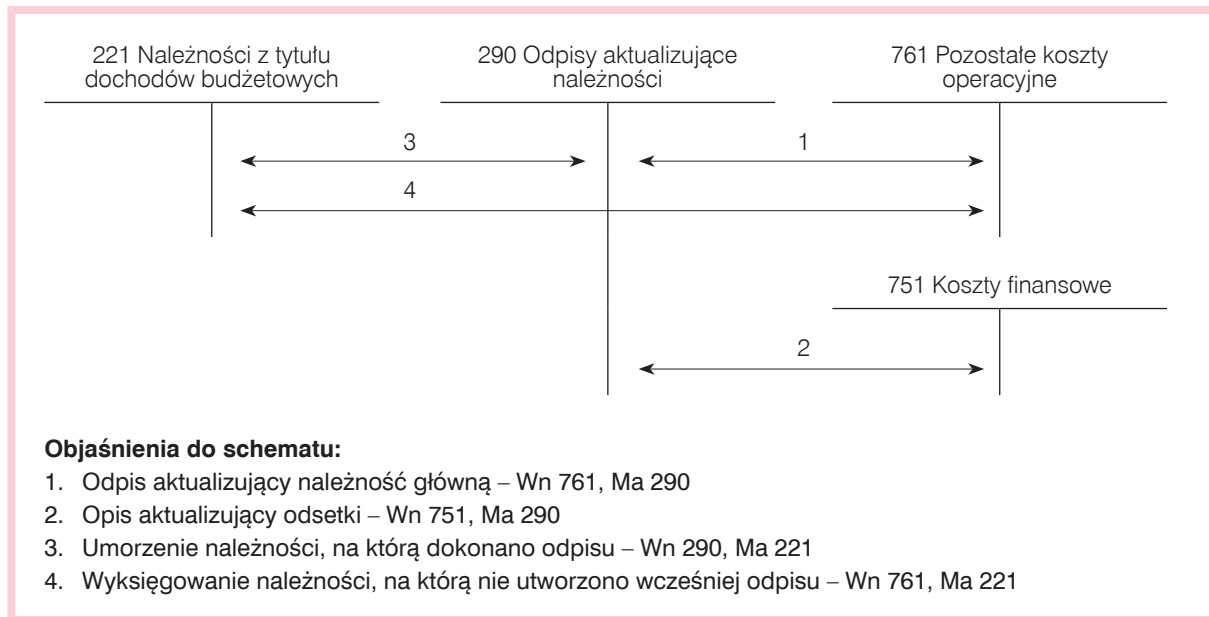 221 Należności z tytułu
dochodów budżetowych
290 Odpisy aktualizujące
należności
761 Pozostałe koszty
operacyjne
3
1
4
751 Koszty finansowe
2
Objaśnienia do schematu:
1. Odpis aktualizujący należność główną – Wn 761, Ma 290
2. Opis aktualizujący odsetki – Wn 751, Ma 290
3. Umorzenie należności, na którą dokonano odpisu – Wn 290, Ma 221
4. Wyksięgowanie należności, na którą nie utworzono wcześniej odpisu – Wn 761, Ma 221